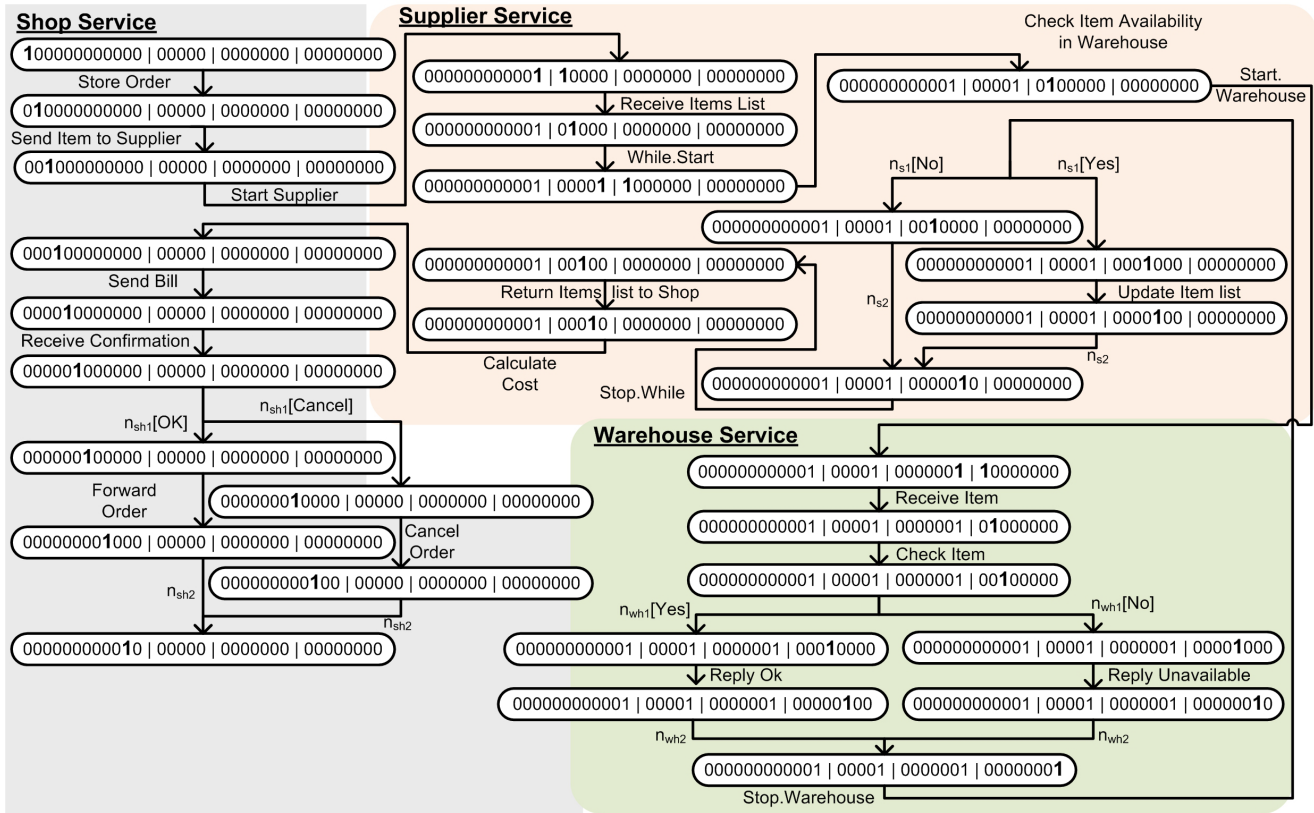 Shop Service
100000000000 | 00000 | 0000000 | 00000000
Store Order
010000000000 | 00000 | 0000000 | 00000000
Send Item to Supplier
001000000000 | 00000 | 0000000 | 00000000
Start Supplier
000100000000 | 00000 | 0000000 | 00000000
Send Bill
000010000000 | 00000 | 0000000 | 00000000
Receive Confirmation
000001000000 | 00000 | 0000000 | 00000000
nsh1[OK]
nsh1[Cancel]
000000100000 | 00000 | 0000000 | 00000000
Forward
Order
000000010000 | 00000 | 0000000 | 00000000
Cancel
Order
000000001000 | 00000 | 0000000 | 00000000
000000000100 | 00000 | 0000000 | 00000000
nsh2
nsh2
000000000010 | 00000 | 0000000 | 00000000
Supplier Service
000000000001 | 10000 | 0000000 | 00000000
Receive Items List
000000000001 | 01000 | 0000000 | 00000000
While.Start
000000000001 | 00001 | 1000000 | 00000000
Check Item Availability
in Warehouse
000000000001 | 00001 | 0100000 | 00000000
Start.
Warehouse
ns1[No]
ns1[Yes]
000000000001 | 00001 | 0010000 | 00000000
000000000001 | 00001 | 0001000 | 00000000
Update Item list
000000000001 | 00001 | 0000100 | 00000000
ns2
ns2
000000000001 | 00001 | 0000010 | 00000000
Stop.While
000000000001 | 00100 | 0000000 | 00000000
Return Items list to Shop
000000000001 | 00010 | 0000000 | 00000000
Calculate
Cost
Warehouse Service
000000000001 | 00001 | 0000001 | 10000000
Receive Item
000000000001 | 00001 | 0000001 | 01000000
Check Item
000000000001 | 00001 | 0000001 | 00100000
nwh1[Yes]
nwh1[No]
000000000001 | 00001 | 0000001 | 00010000
000000000001 | 00001 | 0000001 | 00001000
Reply Ok
Reply Unavailable
000000000001 | 00001 | 0000001 | 00000100
000000000001 | 00001 | 0000001 | 00000010
nwh2
nwh2
000000000001 | 00001 | 0000001 | 00000001
Stop.Warehouse